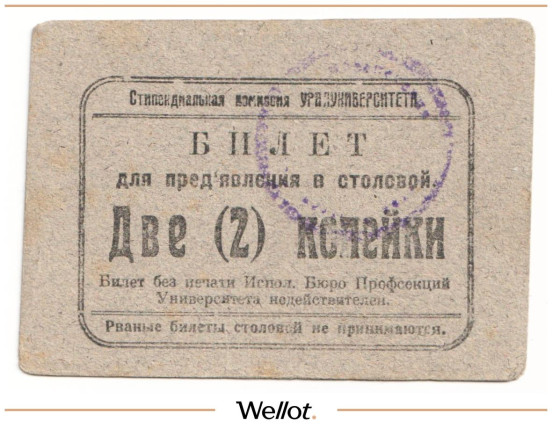 Стипендиальная комиссия УРАЛУНИВЕРСИТЕТА.
БИЛЕТ
для пред'явления в столовой.
Две (2) копейки
Билет без печати Испол. Бюро Профсекций
Университета недействителен.
Рваные билеты столовой не принимаются.
Wellot.